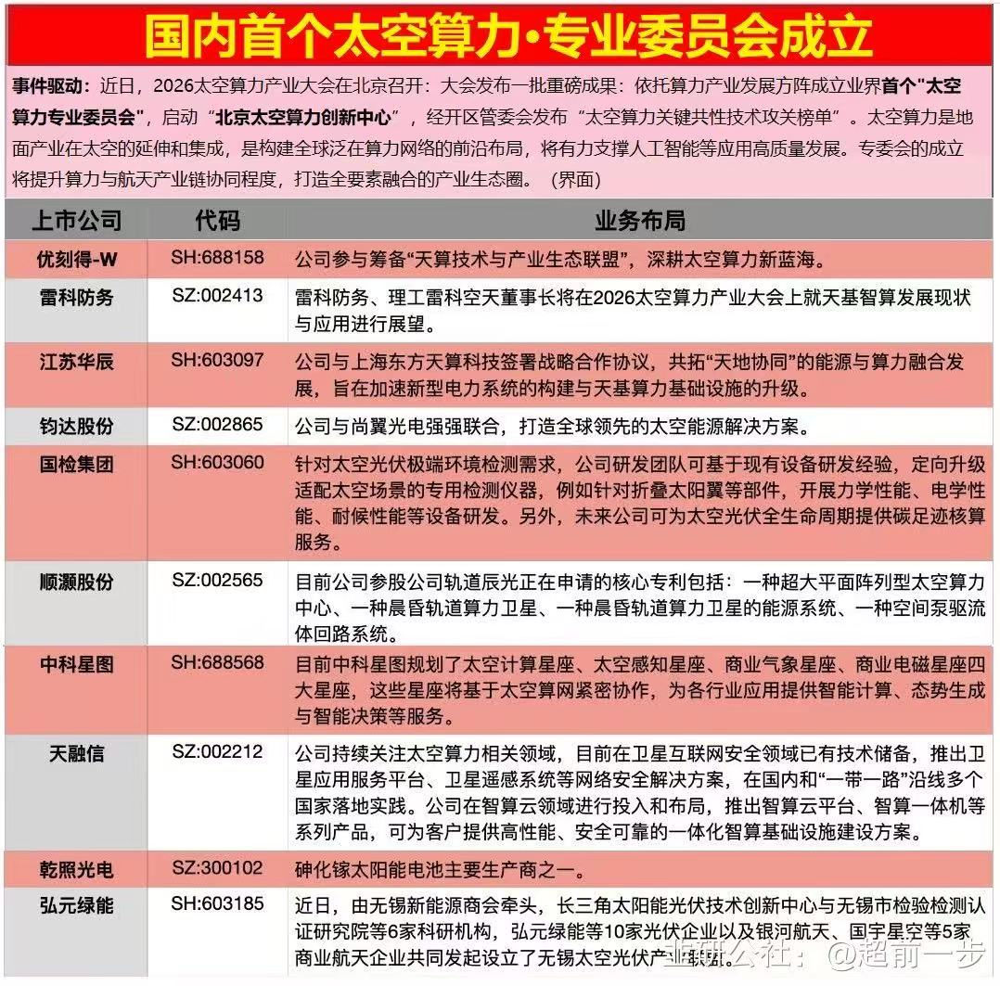 国内首个太空算力·专业委员会成立
事件驱动：近日，2026太空算力产业大会在北京召开：大会发布一批重磅成果：依托算力产业发展方阵成立业界首个"太空
算力专业委员会"，启动“北京太空算力创新中心”，经开区管委会发布“太空算力关键共性技术攻关榜单”。太空算力是地
面产业在太空的延伸和集成，是构建全球泛在算力网络的前沿布局，将有力支撑人工智能等应用高质量发展。专委会的成立
将提升算力与航天产业链协同程度，打造全要素融合的产业生态圈。（界面）
上市公司 代码 业务布局
优刻得-W SH:688158 公司参与筹备“天算技术与产业生态联盟”，深耕太空算力新蓝海。
雷科防务 SZ:002413 雷科防务、理工雷科空天董事长将在2026太空算力产业大会上就天基智算发展现状
与应用进行展望。
江苏华辰 SH:603097 公司与上海东方天算科技签署战略合作协议，共拓“天地协同”的能源与算力融合发
展，旨在加速新型电力系统的构建与天基算力基础设施的升级。
钧达股份 SZ:002865 公司与尚翼光电强强联合，打造全球领先的太空能源解决方案。
国检集团 SH:603060 针对太空光伏极端环境检测需求，公司研发团队可基于现有设备研发经验，定向升级
适配太空场景的专用检测仪器，例如针对折叠太阳翼等部件，开展力学性能、电学性
能、耐候性能等设备研发。另外，未来公司可为太空光伏全生命周期提供碳足迹核算
服务。
顺灏股份 SZ:002565 目前公司参股公司轨道辰光正在申请的核心专利包括：一种超大平面阵列型太空算力
中心、一种晨昏轨道算力卫星、一种晨昏轨道算力卫星的能源系统、一种空间泵驱流
体回路系统。
中科星图 SH:688568 目前中科星图规划了太空计算星座、太空感知星座、商业气象星座、商业电磁星座四
大星座，这些星座将基于太空算网紧密协作，为各行业应用提供智能计算、态势生成
与智能决策等服务。
天融信 SZ:002212 公司持续关注太空算力相关领域，目前在卫星互联网安全领域已有技术储备，推出卫
星应用服务平台、卫星遥感系统等网络安全解决方案，在国内和“一带一路”沿线多个
国家落地实践。公司在智算云领域进行投入和布局，推出智算云平台、智算一体机等
系列产品，可为客户提供高性能、安全可靠的一体化智算基础设施建设方案。
乾照光电 SZ:300102 砷化镓太阳能电池主要生产商之一。
弘元绿能 SH:603185 近日，由无锡新能源商会牵头，长三角太阳能光伏技术创新中心与无锡市检验检测认
证研究院等6家科研机构，弘元绿能等10家光伏企业以及银河航天、国宇星空等5家
商业航天企业共同发起设立了无锡太空光伏产业联盟。
韭研公社：@超前一步